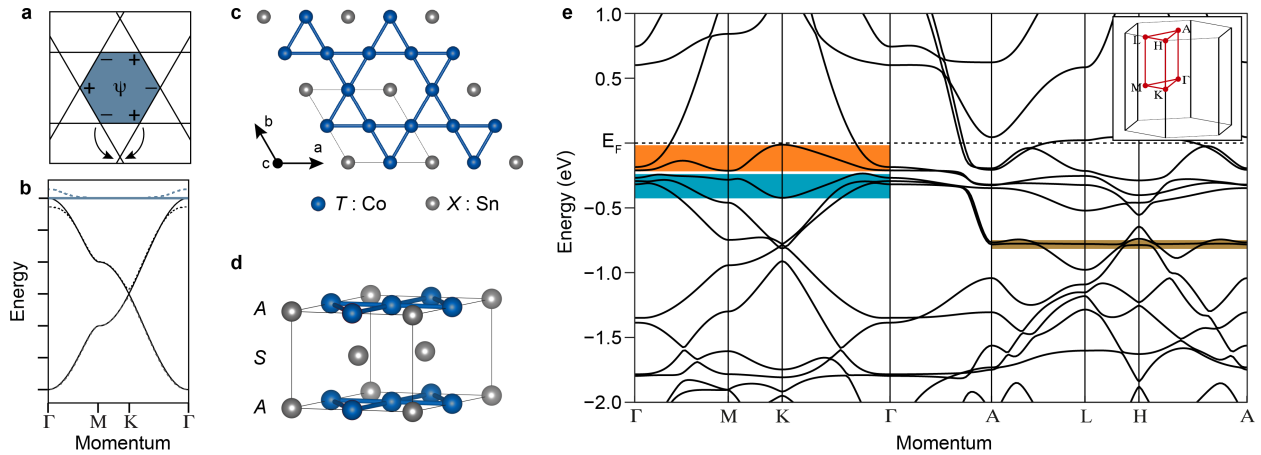 a
− +
+ ψ −
− +
b
Energy
Γ M K Γ
Momentum
c
b
a
c
T : Co X : Sn
d
A
S
A
e
1.0
0.5
E_F
−0.5
−1.0
−1.5
−2.0
Energy (eV)
Γ M K Γ A L H A
Momentum
A
L
H
Γ
M
K